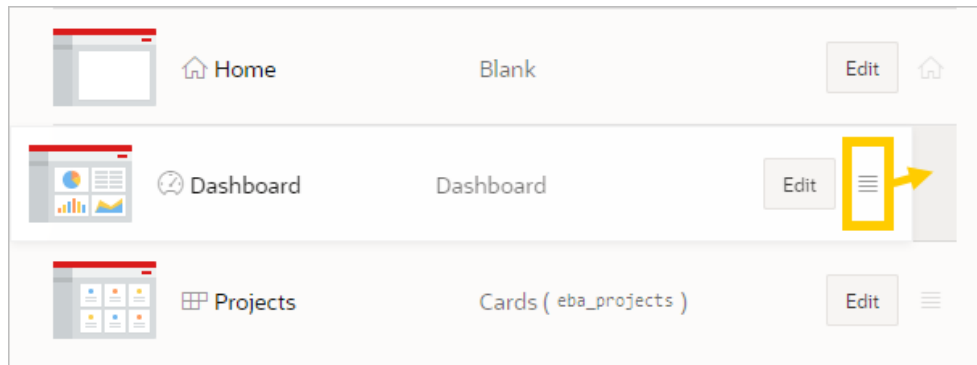 Home Blank Edit
Dashboard Dashboard Edit
Projects Cards ( eba_projects ) Edit